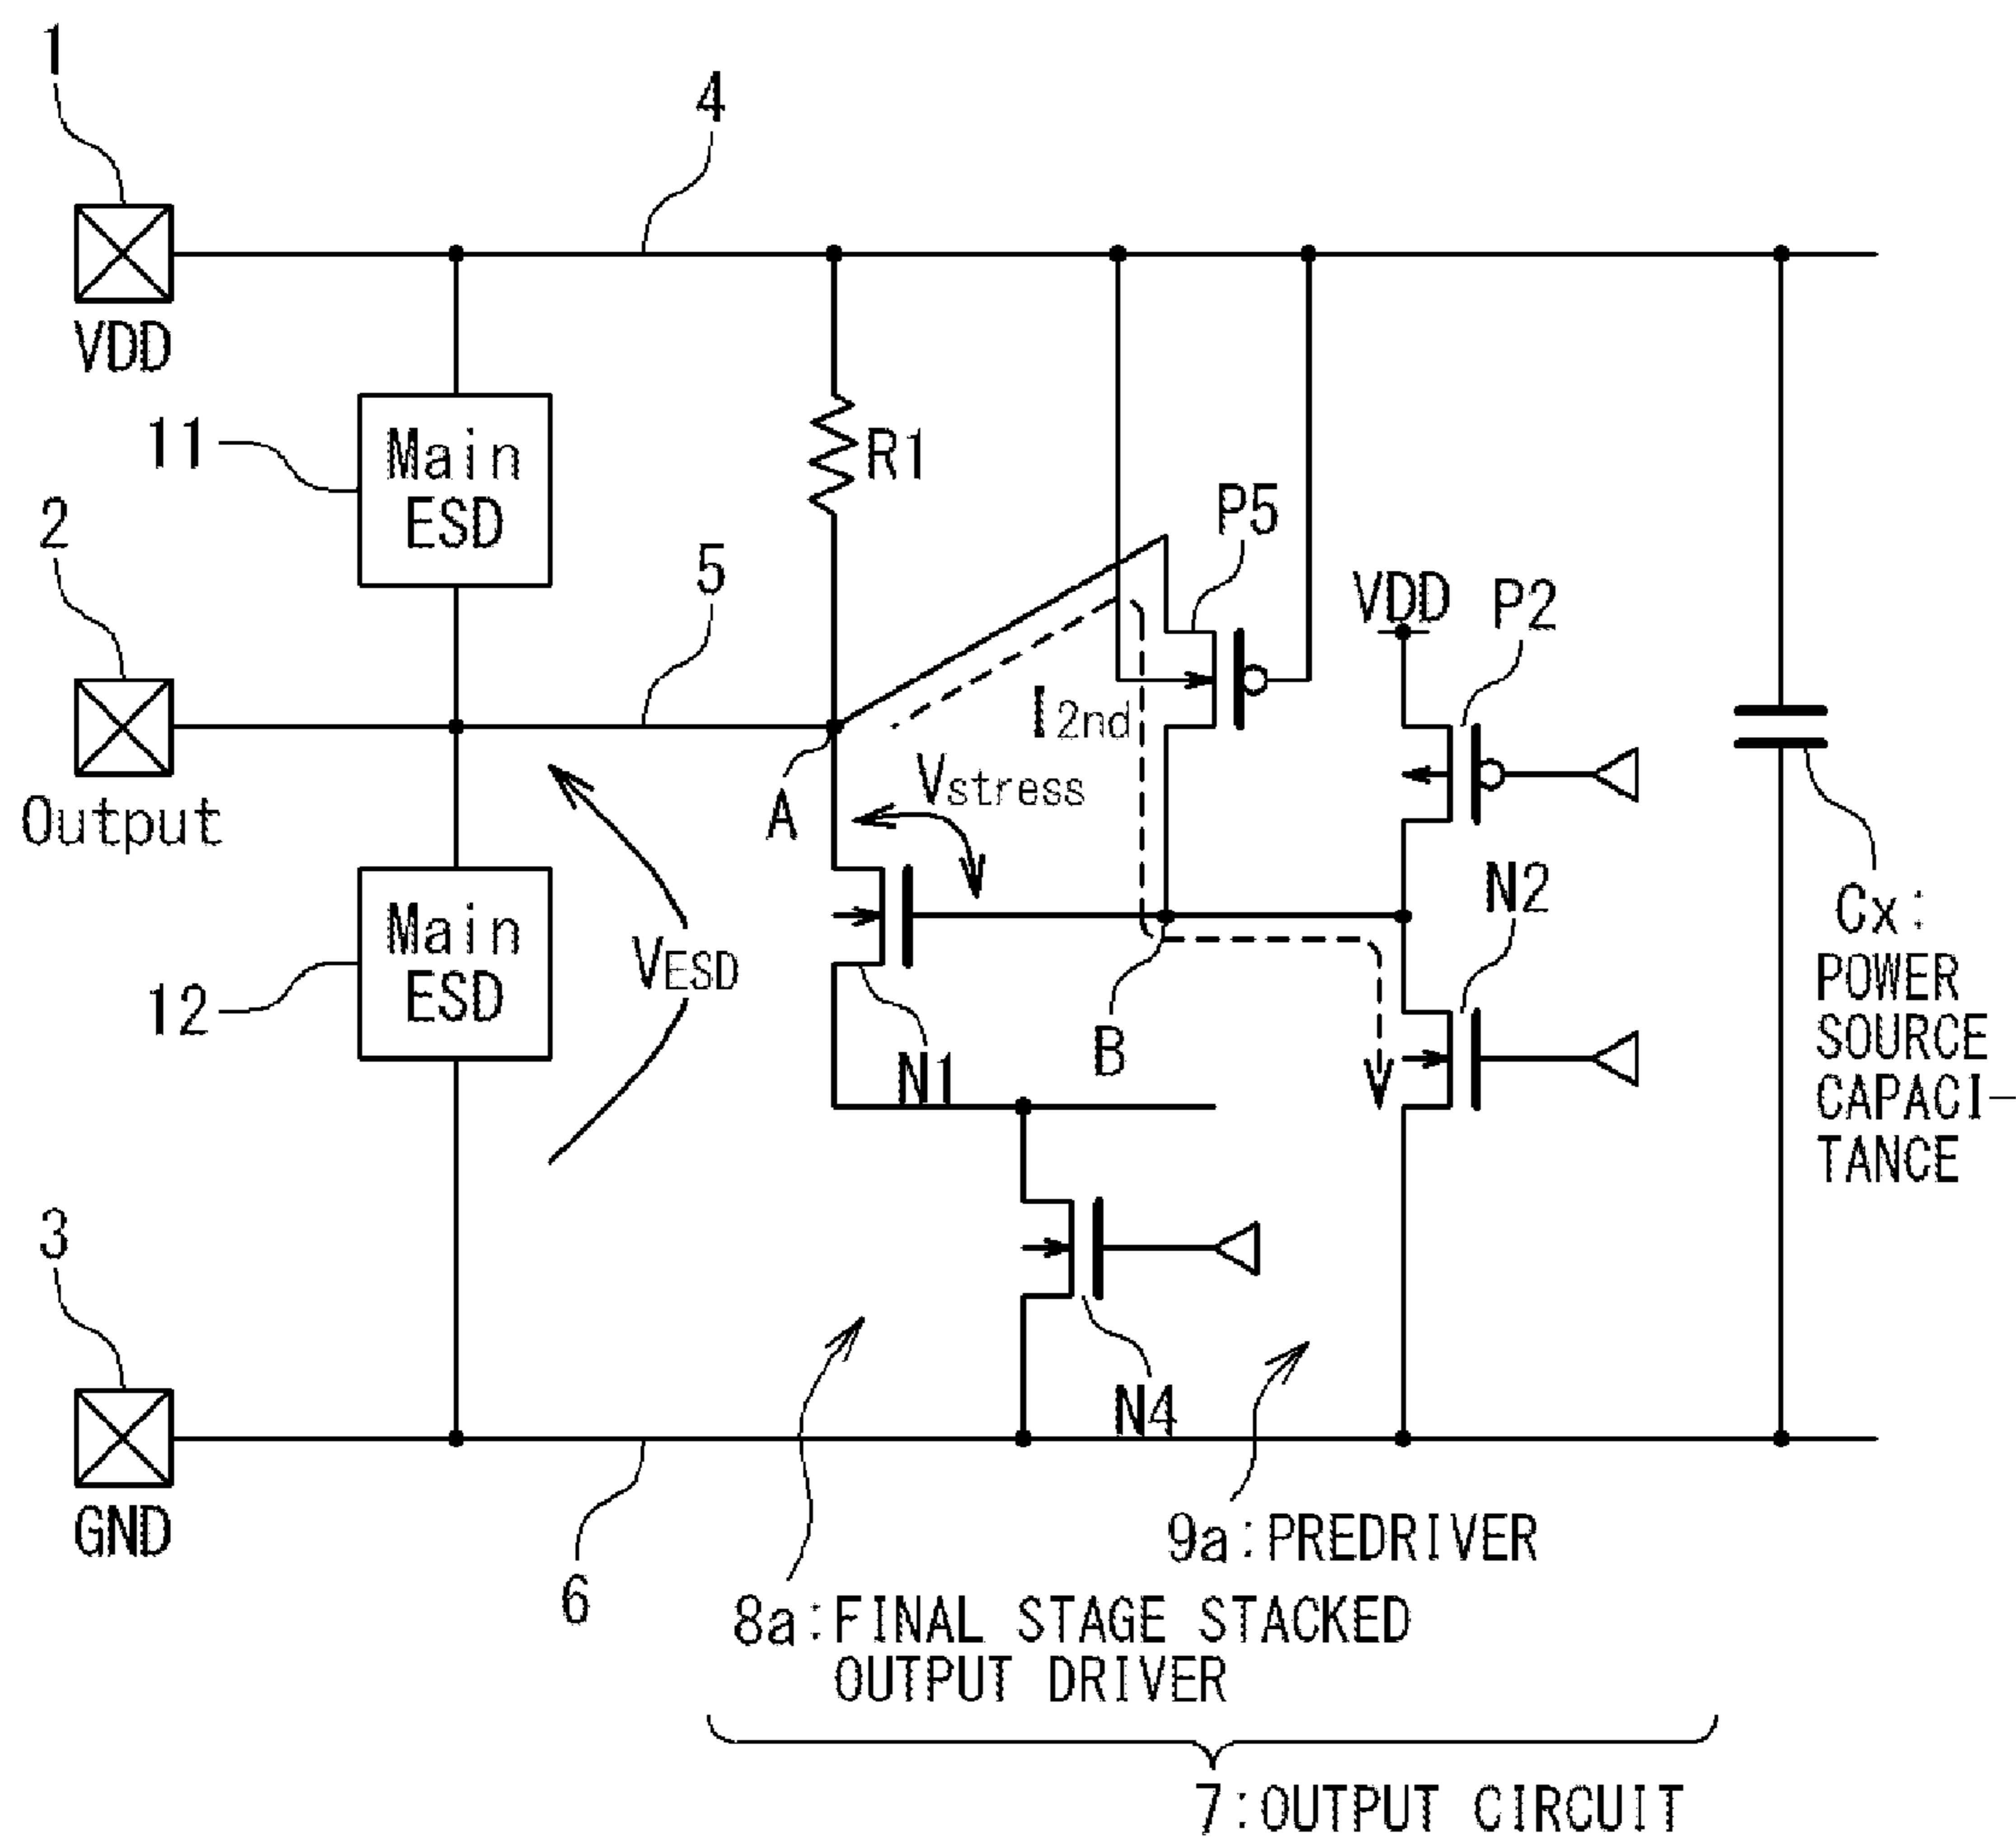 1
4
VDD
11
Main
ESD
R1
P5
2
5
VDD
P2
I2nd
Vstress
A
Output
N2
Cx:
POWER
SOURCE
CAPACI-
TANCE
Main
ESD
VESD
12
N1
B
3
N4
GND
9a:PREDRIVER
6
8a:FINAL STAGE STACKED
OUTPUT DRIVER
7:OUTPUT CIRCUIT